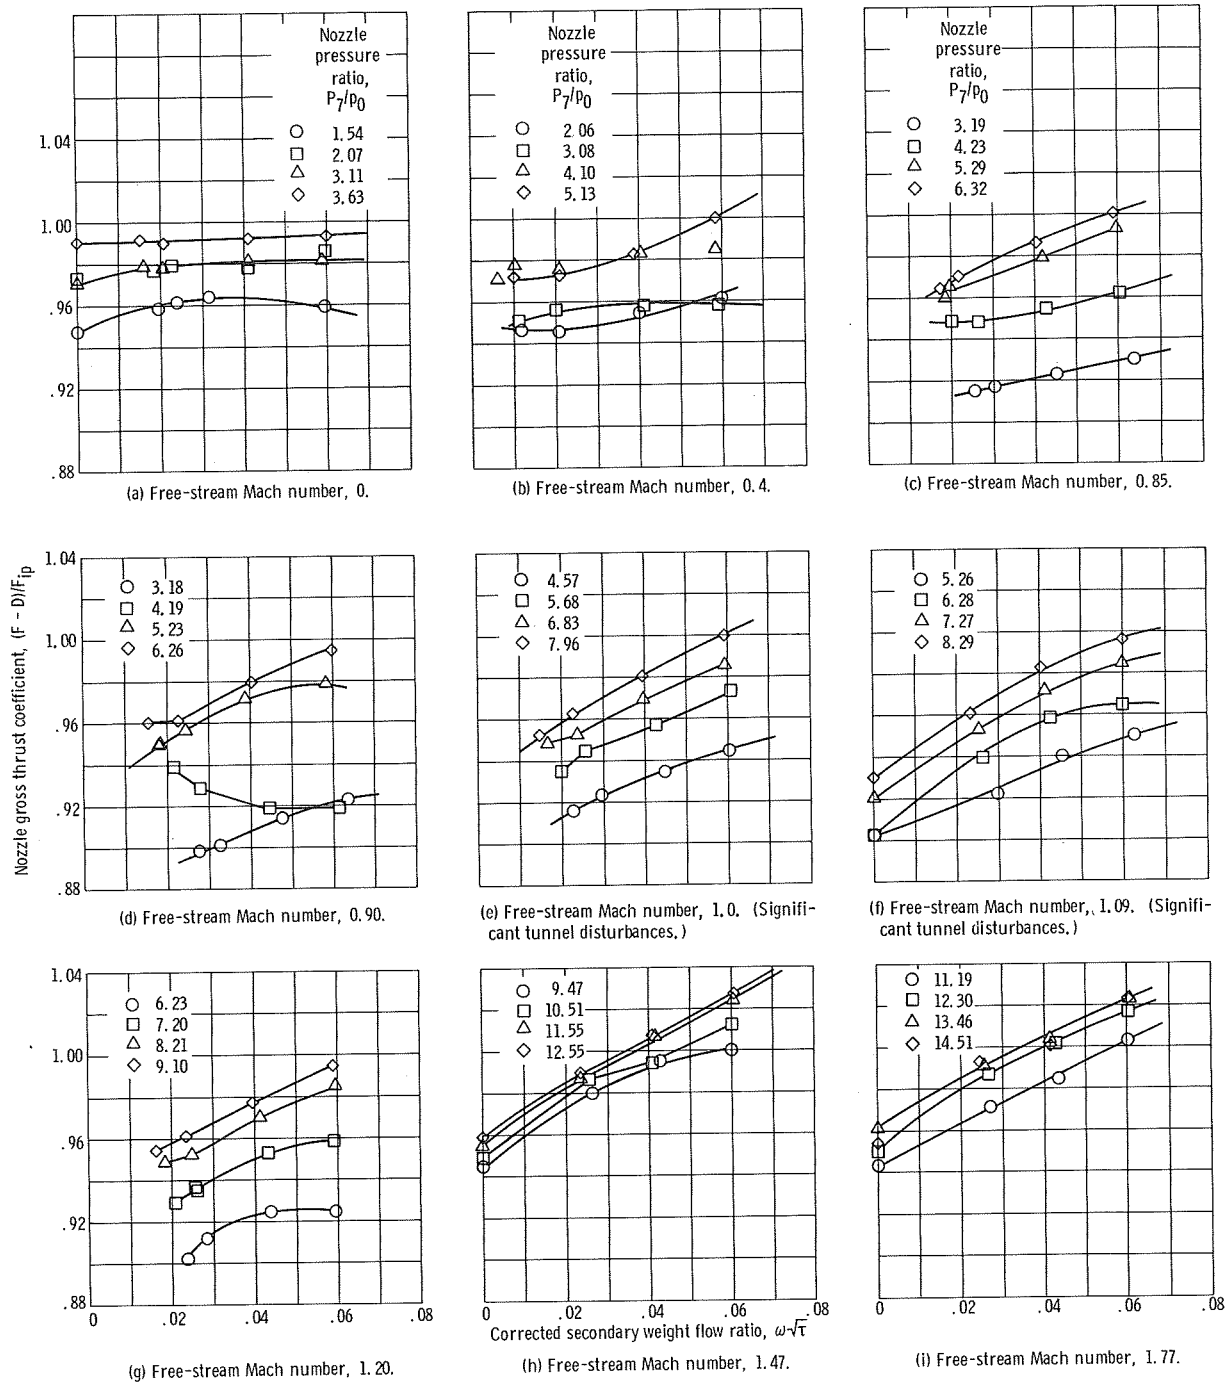 Nozzle
pressure
ratio,
P7/p0
1.54
2.07
3.11
3.63
1.04
1.00
.96
.92
.88
(a) Free-stream Mach number, 0.
Nozzle
pressure
ratio,
P7/p0
2.06
3.08
4.10
5.13
(b) Free-stream Mach number, 0.4.
Nozzle
pressure
ratio,
P7/p0
3.19
4.23
5.29
6.32
(c) Free-stream Mach number, 0.85.
Nozzle gross thrust coefficient, (F - D)/Fip
1.04
1.00
.96
.92
.88
3.18
4.19
5.23
6.26
(d) Free-stream Mach number, 0.90.
4.57
5.68
6.83
7.96
(e) Free-stream Mach number, 1.0. (Signifi-
cant tunnel disturbances.)
5.26
6.28
7.27
8.29
(f) Free-stream Mach number, 1.09. (Signifi-
cant tunnel disturbances.)
1.04
1.00
.96
.92
.88
6.23
7.20
8.21
9.10
0 .02 .04 .06 .08
(g) Free-stream Mach number, 1.20.
9.47
10.51
11.55
12.55
0 .02 .04 .06 .08
Corrected secondary weight flow ratio, ω√τ
(h) Free-stream Mach number, 1.47.
11.19
12.30
13.46
14.51
0 .02 .04 .06 .08
(i) Free-stream Mach number, 1.77.